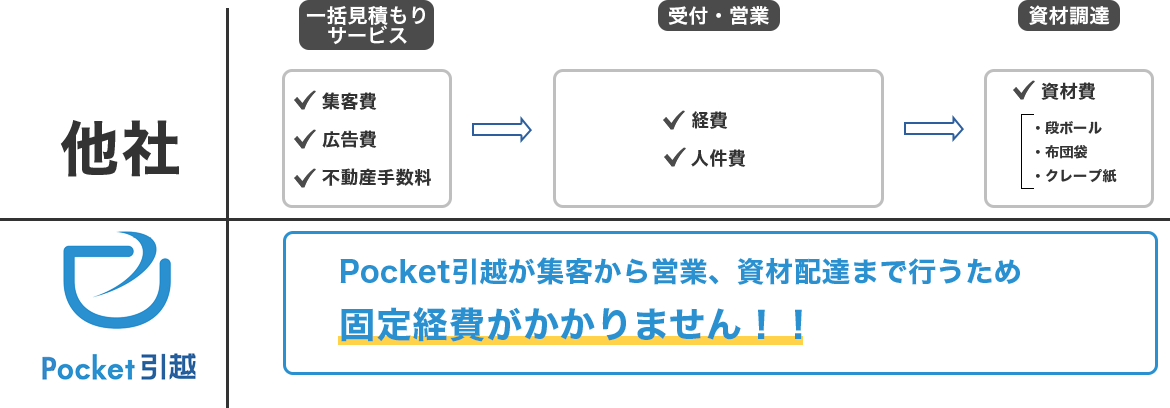 一括見積もり
サービス
受付・営業
資材調達
他社
集客費
広告費
不動産手数料
経費
人件費
資材費
・段ボール
・布団袋
・クレープ紙
Pocket引越
Pocket引越が集客から営業、資材配達まで行うため
固定経費がかかりません！！